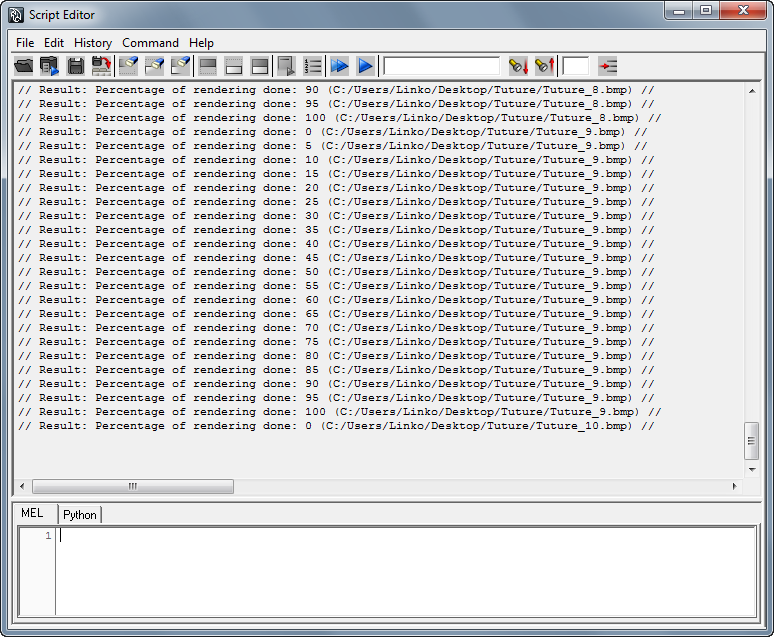 Script Editor
File Edit History Command Help
// Result: Percentage of rendering done: 90 (C:/Users/Linko/Desktop/Tuture/Tuture_8.bmp) //
// Result: Percentage of rendering done: 95 (C:/Users/Linko/Desktop/Tuture/Tuture_8.bmp) //
// Result: Percentage of rendering done: 100 (C:/Users/Linko/Desktop/Tuture/Tuture_8.bmp) //
// Result: Percentage of rendering done: 0 (C:/Users/Linko/Desktop/Tuture/Tuture_9.bmp) //
// Result: Percentage of rendering done: 5 (C:/Users/Linko/Desktop/Tuture/Tuture_9.bmp) //
// Result: Percentage of rendering done: 10 (C:/Users/Linko/Desktop/Tuture/Tuture_9.bmp) //
// Result: Percentage of rendering done: 15 (C:/Users/Linko/Desktop/Tuture/Tuture_9.bmp) //
// Result: Percentage of rendering done: 20 (C:/Users/Linko/Desktop/Tuture/Tuture_9.bmp) //
// Result: Percentage of rendering done: 25 (C:/Users/Linko/Desktop/Tuture/Tuture_9.bmp) //
// Result: Percentage of rendering done: 30 (C:/Users/Linko/Desktop/Tuture/Tuture_9.bmp) //
// Result: Percentage of rendering done: 35 (C:/Users/Linko/Desktop/Tuture/Tuture_9.bmp) //
// Result: Percentage of rendering done: 40 (C:/Users/Linko/Desktop/Tuture/Tuture_9.bmp) //
// Result: Percentage of rendering done: 45 (C:/Users/Linko/Desktop/Tuture/Tuture_9.bmp) //
// Result: Percentage of rendering done: 50 (C:/Users/Linko/Desktop/Tuture/Tuture_9.bmp) //
// Result: Percentage of rendering done: 55 (C:/Users/Linko/Desktop/Tuture/Tuture_9.bmp) //
// Result: Percentage of rendering done: 60 (C:/Users/Linko/Desktop/Tuture/Tuture_9.bmp) //
// Result: Percentage of rendering done: 65 (C:/Users/Linko/Desktop/Tuture/Tuture_9.bmp) //
// Result: Percentage of rendering done: 70 (C:/Users/Linko/Desktop/Tuture/Tuture_9.bmp) //
// Result: Percentage of rendering done: 75 (C:/Users/Linko/Desktop/Tuture/Tuture_9.bmp) //
// Result: Percentage of rendering done: 80 (C:/Users/Linko/Desktop/Tuture/Tuture_9.bmp) //
// Result: Percentage of rendering done: 85 (C:/Users/Linko/Desktop/Tuture/Tuture_9.bmp) //
// Result: Percentage of rendering done: 90 (C:/Users/Linko/Desktop/Tuture/Tuture_9.bmp) //
// Result: Percentage of rendering done: 95 (C:/Users/Linko/Desktop/Tuture/Tuture_9.bmp) //
// Result: Percentage of rendering done: 100 (C:/Users/Linko/Desktop/Tuture/Tuture_9.bmp) //
// Result: Percentage of rendering done: 0 (C:/Users/Linko/Desktop/Tuture/Tuture_10.bmp) //
MEL Python
1